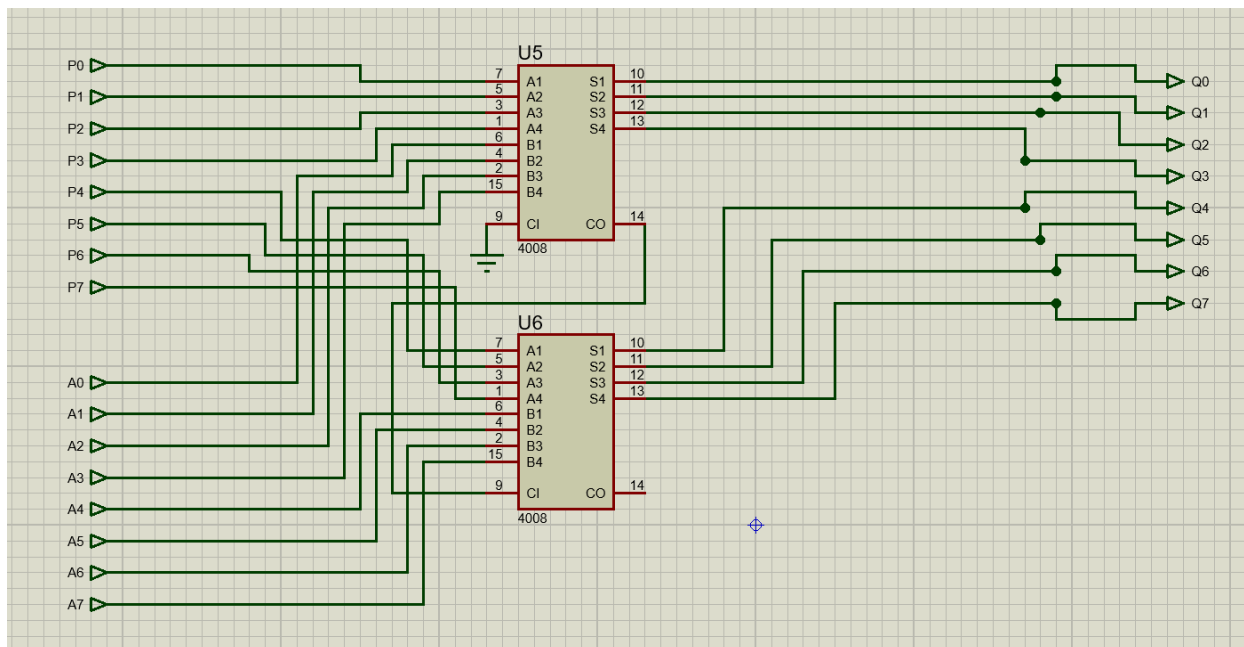 U5
P0
7 A1 S1 10
Q0
P1
5 A2 S2 11
3 A3 S3 12
Q1
P2
1 A4 S4 13
6 B1
Q2
P3
4 B2
2 B3
Q3
P4
15 B4
Q4
P5
9 CI CO 14
Q5
4008
P6
Q6
P7
Q7
U6
7 A1 S1 10
5 A2 S2 11
A0
3 A3 S3 12
1 A4 S4 13
A1
6 B1
4 B2
A2
2 B3
15 B4
A3
9 CI CO 14
A4
4008
A5
A6
A7